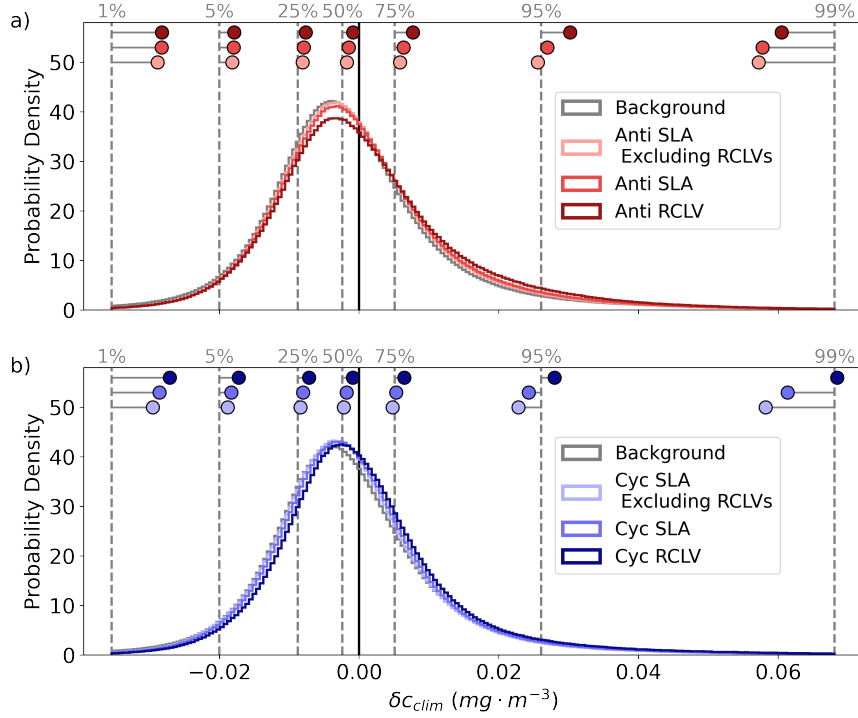 1% 5% 25% 50% 75% 95% 99%
a)
60
50
40
30
20
10
0
Probability Density
Background
Anti SLA
Excluding RCLVs
Anti SLA
Anti RCLV
1% 5% 25% 50% 75% 95% 99%
b)
50
40
30
20
10
0
Probability Density
Background
Cyc SLA
Excluding RCLVs
Cyc SLA
Cyc RCLV
−0.02 0.00 0.02 0.04 0.06
δc_clim (mg · m⁻³)